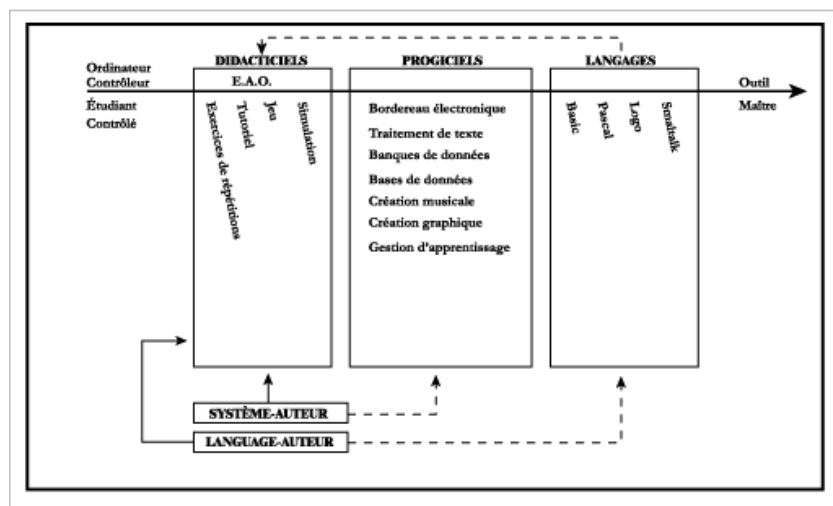 DIDACTICIELS
PROGICIELS
LANGAGES
Ordinateur
Contrôleur
Étudiant
Contrôlé
E.A.O.
Exercices de répétitions
Tutoriel
Jeu
Simulation
Bordereau électronique
Traitement de texte
Banques de données
Bases de données
Création musicale
Création graphique
Gestion d'apprentissage
Basic
Pascal
Logo
Smaltalk
Outil
Maître
SYSTÈME-AUTEUR
LANGUAGE-AUTEUR